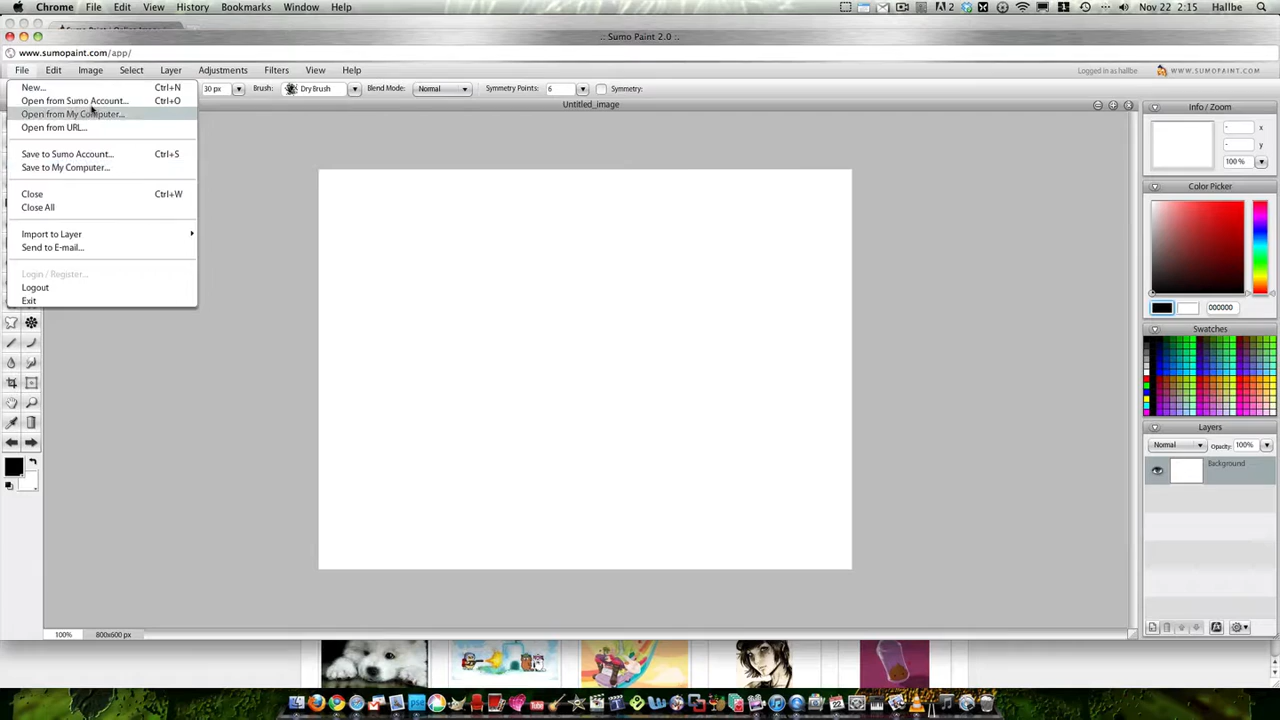 Chrome File Edit View History Bookmarks Window Help
2 Nov 22 2:15 Hallbe
.: Sumo Paint 2.0 :.
www.sumopaint.com/app/
File Edit Image Select Layer Adjustments Filters View Help
Logged in as hallbe WWW.SUMOPAINT.COM
30 px Brush: Dry Brush Blend Mode: Normal Symmetry Points: 6 Symmetry:
Untitled_image
New... Ctrl+N
Open from Sumo Account... Ctrl+O
Open from My Computer...
Open from URL...
Save to Sumo Account... Ctrl+S
Save to My Computer...
Close Ctrl+W
Close All
Import to Layer
Send to E-mail...
Login / Register...
Logout
Exit
Info / Zoom
- x
- y
100 %
Color Picker
000000
Swatches
Layers
Normal Opacity: 100%
Background
100% 800x600 px